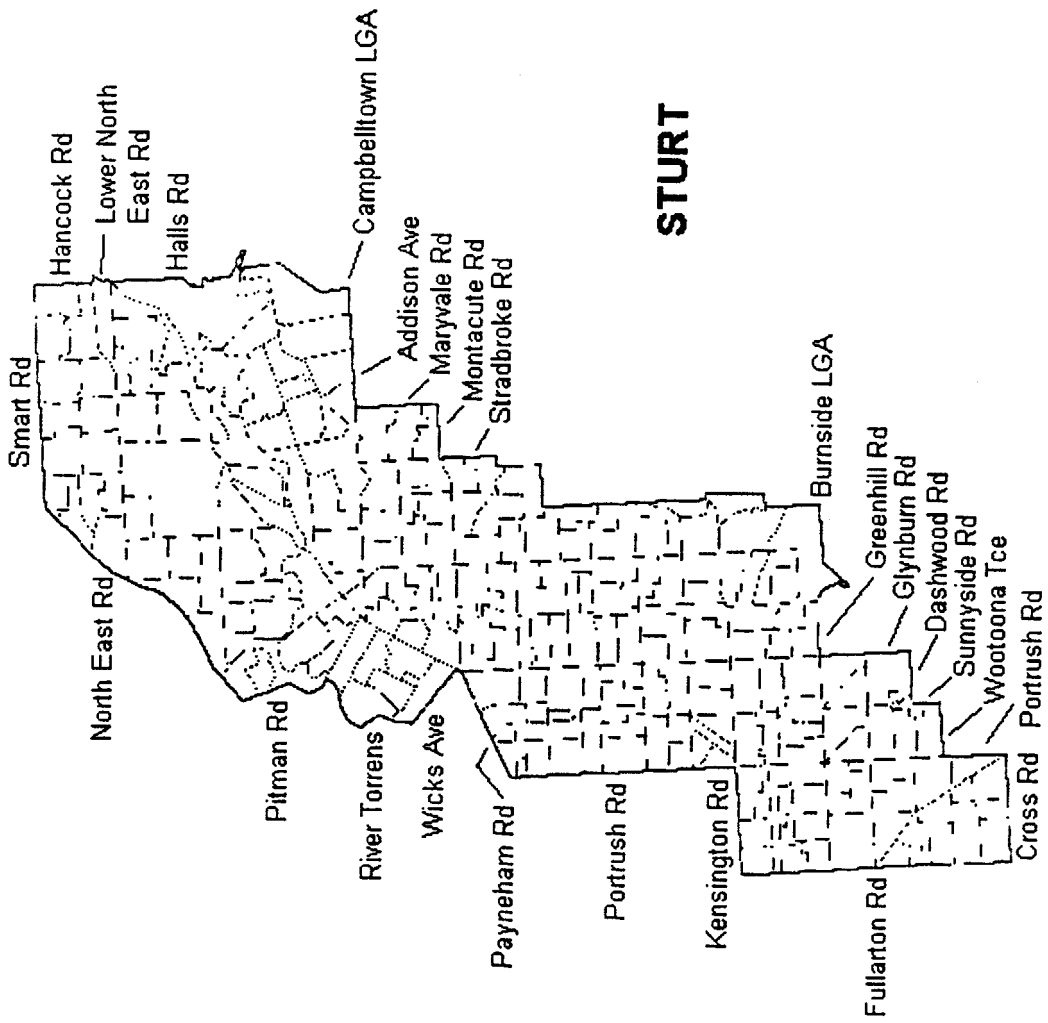 Smart Rd
Hancock Rd
Lower North
East Rd
Halls Rd
Campbelltown LGA
Addison Ave
Maryvale Rd
Montacute Rd
Stradbroke Rd
STURT
Burnside LGA
Greenhill Rd
Glynburn Rd
Dashwood Rd
Sunnyside Rd
Wootoona Tce
Portrush Rd
Cross Rd
Fullarton Rd
Kensington Rd
Portrush Rd
Payneham Rd
Wicks Ave
River Torrens
Pitman Rd
North East Rd